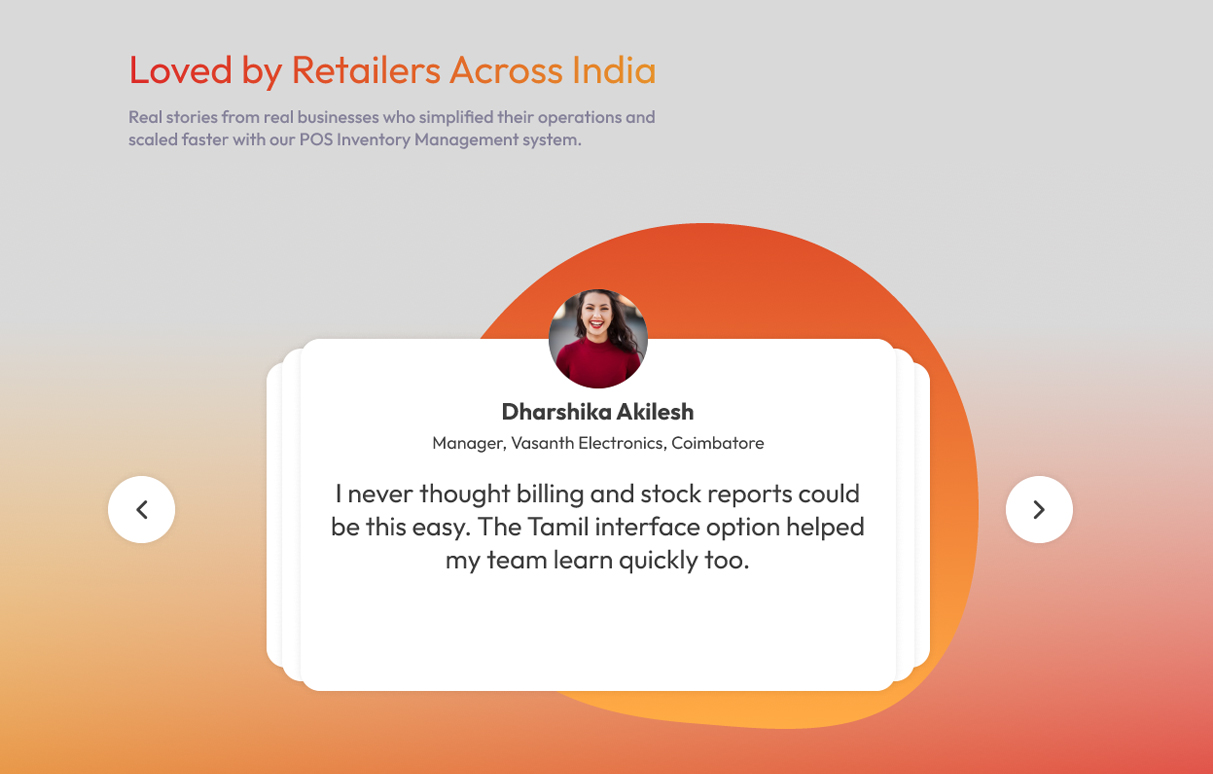 Loved by Retailers Across India
Real stories from real businesses who simplified their operations and
scaled faster with our POS Inventory Management system.
Dharshika Akilesh
Manager, Vasanth Electronics, Coimbatore
I never thought billing and stock reports could
be this easy. The Tamil interface option helped
my team learn quickly too.